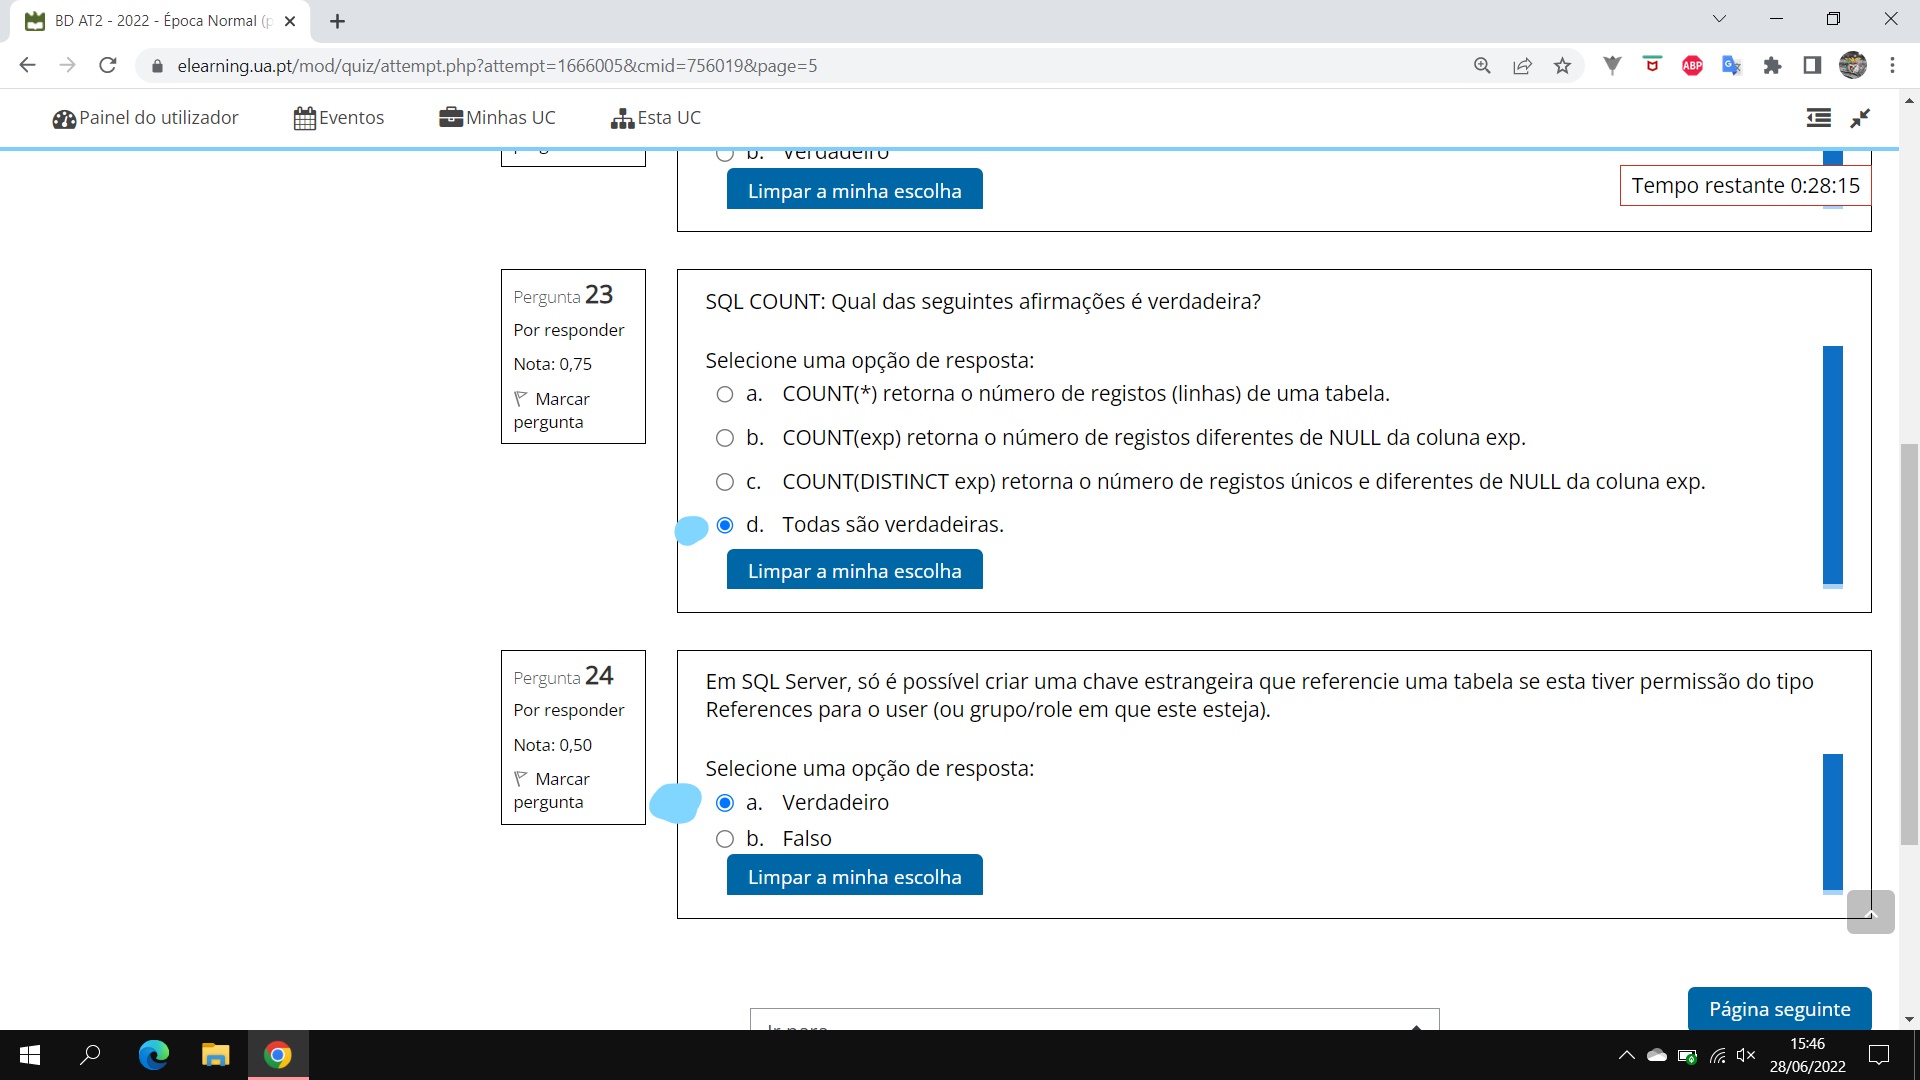 BD AT2 - 2022 - Época Normal (p
elearning.ua.pt/mod/quiz/attempt.php?attempt=1666005&cmid=756019&page=5
ABP
Painel do utilizador
Eventos
Minhas UC
Esta UC
b. Verdadeiro
Limpar a minha escolha
Tempo restante 0:28:15
Pergunta 23
Por responder
Nota: 0,75
Marcar
pergunta
SQL COUNT: Qual das seguintes afirmações é verdadeira?
Selecione uma opção de resposta:
a. COUNT(*) retorna o número de registos (linhas) de uma tabela.
b. COUNT(exp) retorna o número de registos diferentes de NULL da coluna exp.
c. COUNT(DISTINCT exp) retorna o número de registos únicos e diferentes de NULL da coluna exp.
d. Todas são verdadeiras.
Limpar a minha escolha
Pergunta 24
Por responder
Nota: 0,50
Marcar
pergunta
Em SQL Server, só é possível criar uma chave estrangeira que referencie uma tabela se esta tiver permissão do tipo
References para o user (ou grupo/role em que este esteja).
Selecione uma opção de resposta:
a. Verdadeiro
b. Falso
Limpar a minha escolha
Página seguinte
Ir para...
15:46
28/06/2022